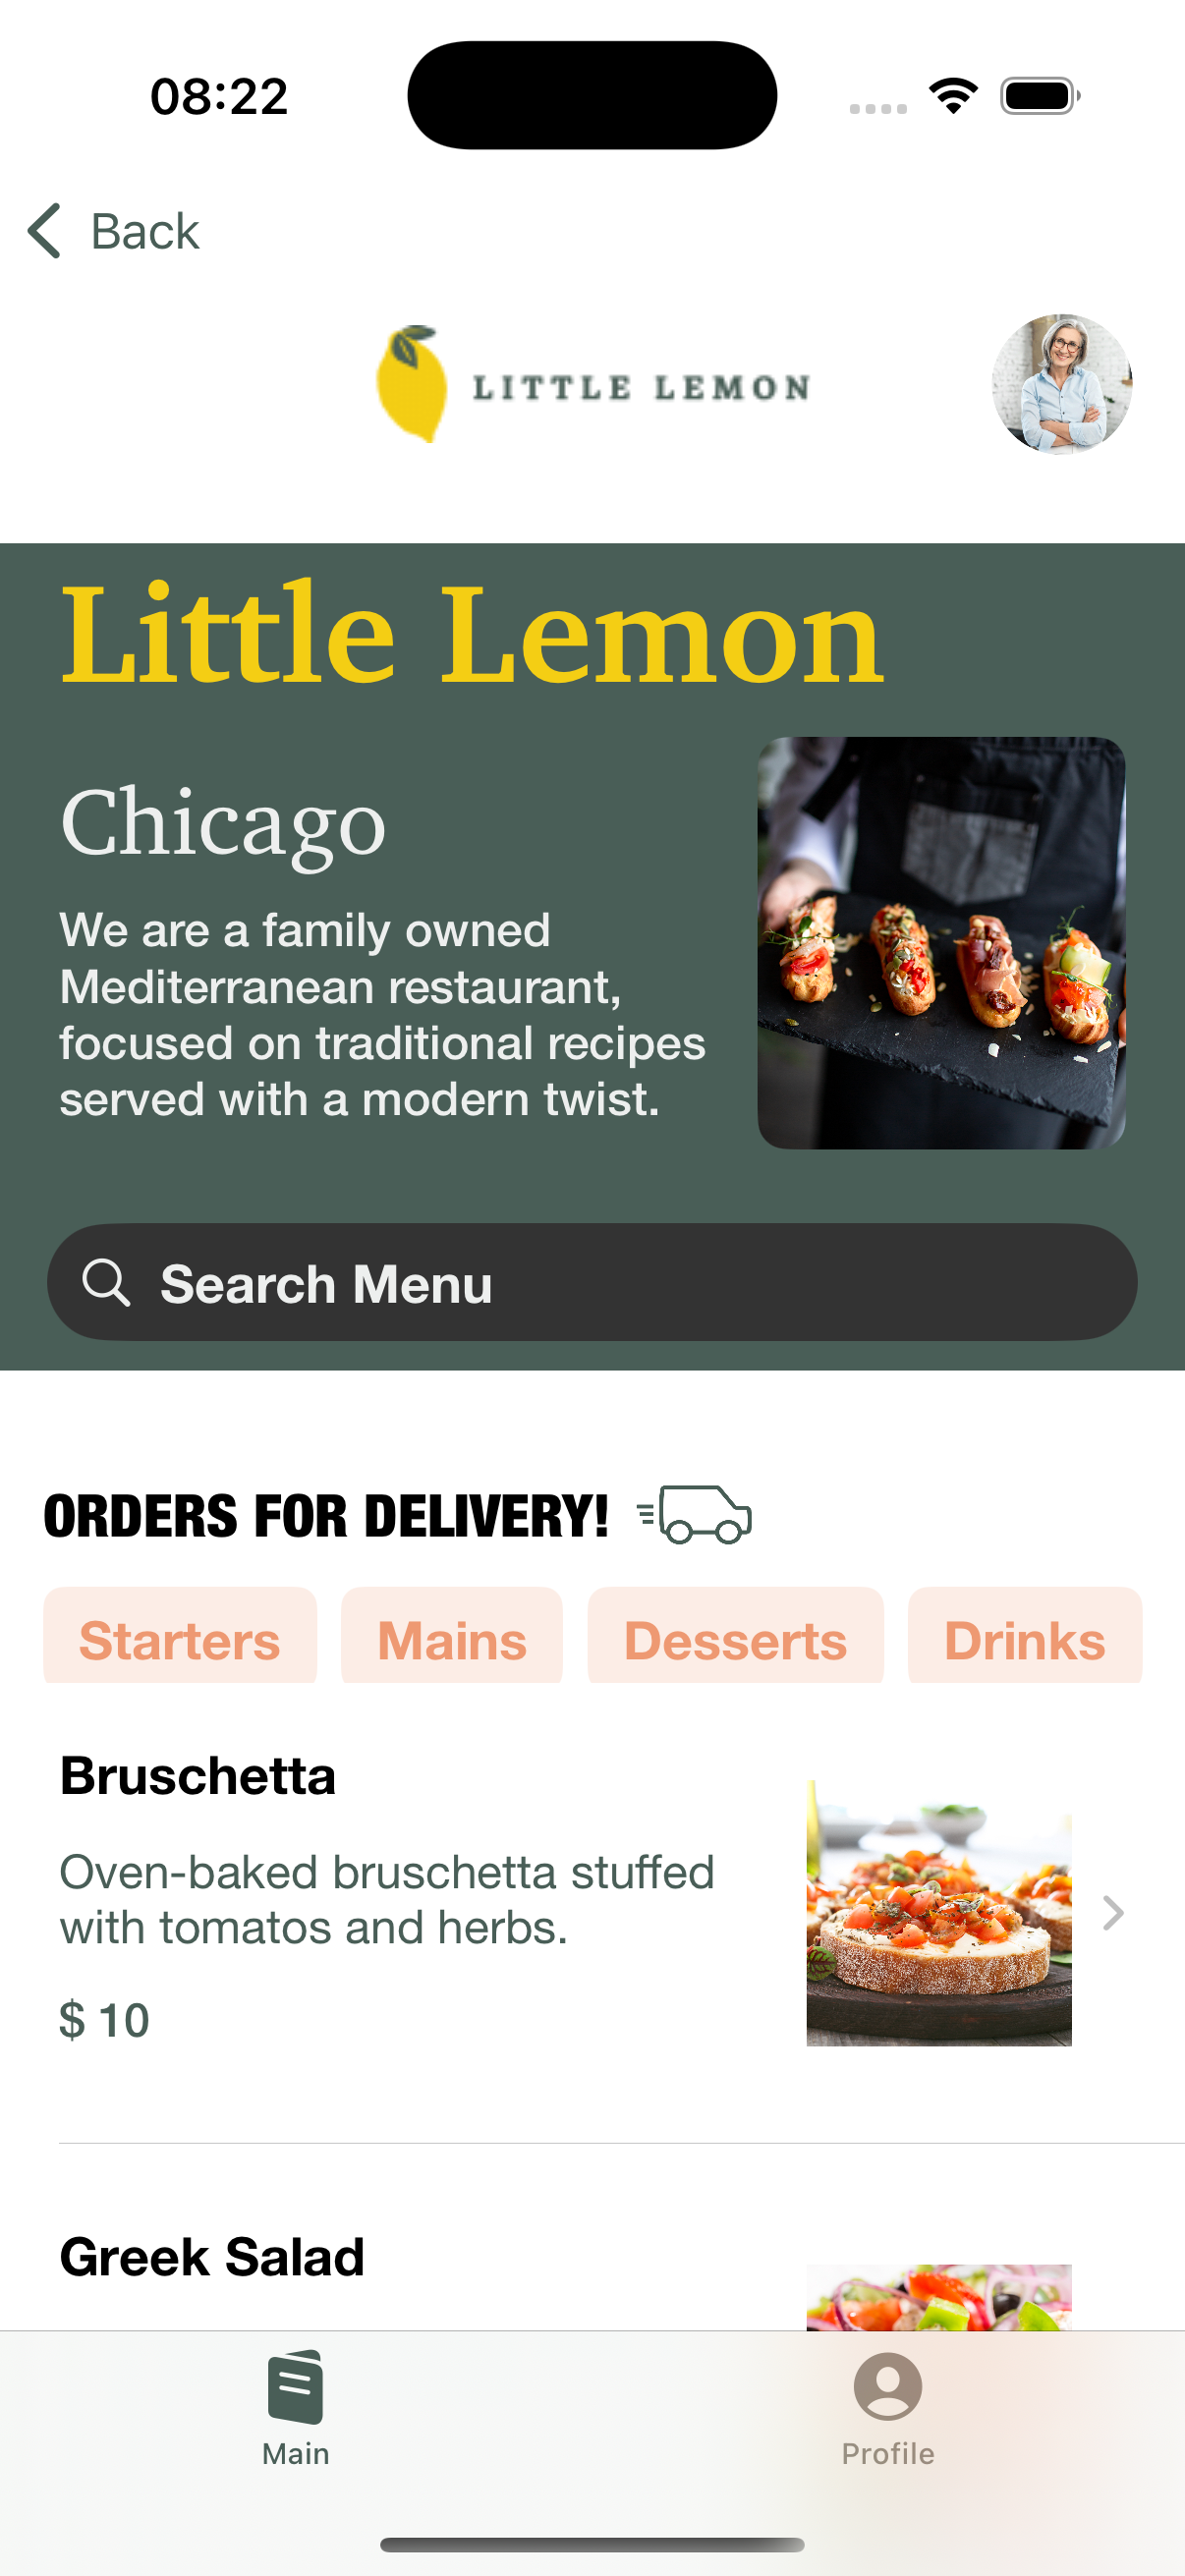 08:22
Back
LITTLE LEMON
Little Lemon
Chicago
We are a family owned
Mediterranean restaurant,
focused on traditional recipes
served with a modern twist.
Search Menu
ORDERS FOR DELIVERY!
Starters Mains Desserts Drinks
Bruschetta
Oven-baked bruschetta stuffed
with tomatos and herbs.
$ 10
Greek Salad
Main Profile